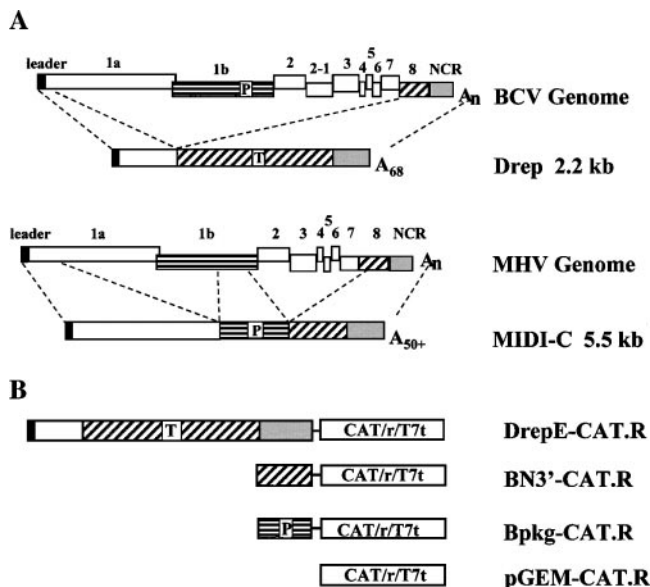 A
leader 1a 1b 2 2-1 3 4 5 6 7 8 NCR
P
An BCV Genome
T
A68 Drep 2.2 kb
leader 1a 1b 2 3 4 5 6 7 8 NCR
An MHV Genome
P
A50+ MIDI-C 5.5 kb
B
T CAT/r/T7t DrepE-CAT.R
CAT/r/T7t BN3'-CAT.R
P CAT/r/T7t Bpkg-CAT.R
CAT/r/T7t pGEM-CAT.R